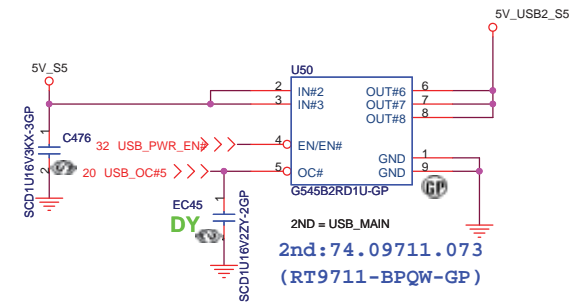 5V_USB2_S5
5V_S5
U50
2 IN#2 OUT#6 6
3 IN#3 OUT#7 7
OUT#8 8
C476
SCD1U16V3KX-3GP
1
2
32 USB_PWR_EN# 4 EN/EN#
GND 1
20 USB_OC#5 5 OC# GND 9
G545B2RD1U-GP
GP
EC45
DY
1
SCD1U16V2ZY-2GP
2ND = USB_MAIN
2nd:74.09711.073
(RT9711-BPQW-GP)